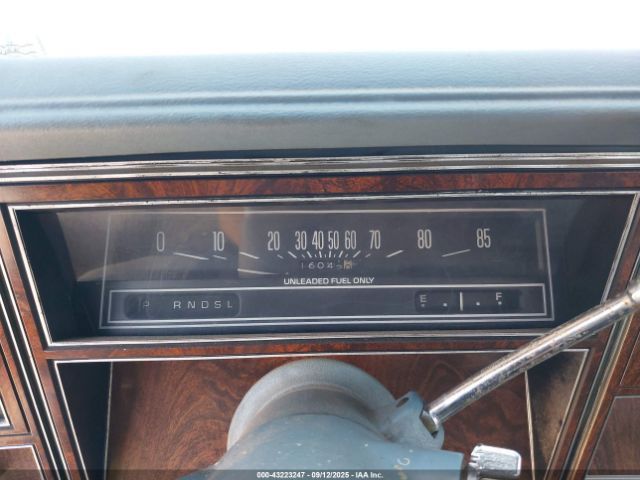 0 10 20 30 40 50 60 70 80 85
UNLEADED FUEL ONLY
P RNDSL E F
000-43223247 - 09/12/2025 - IAA Inc.